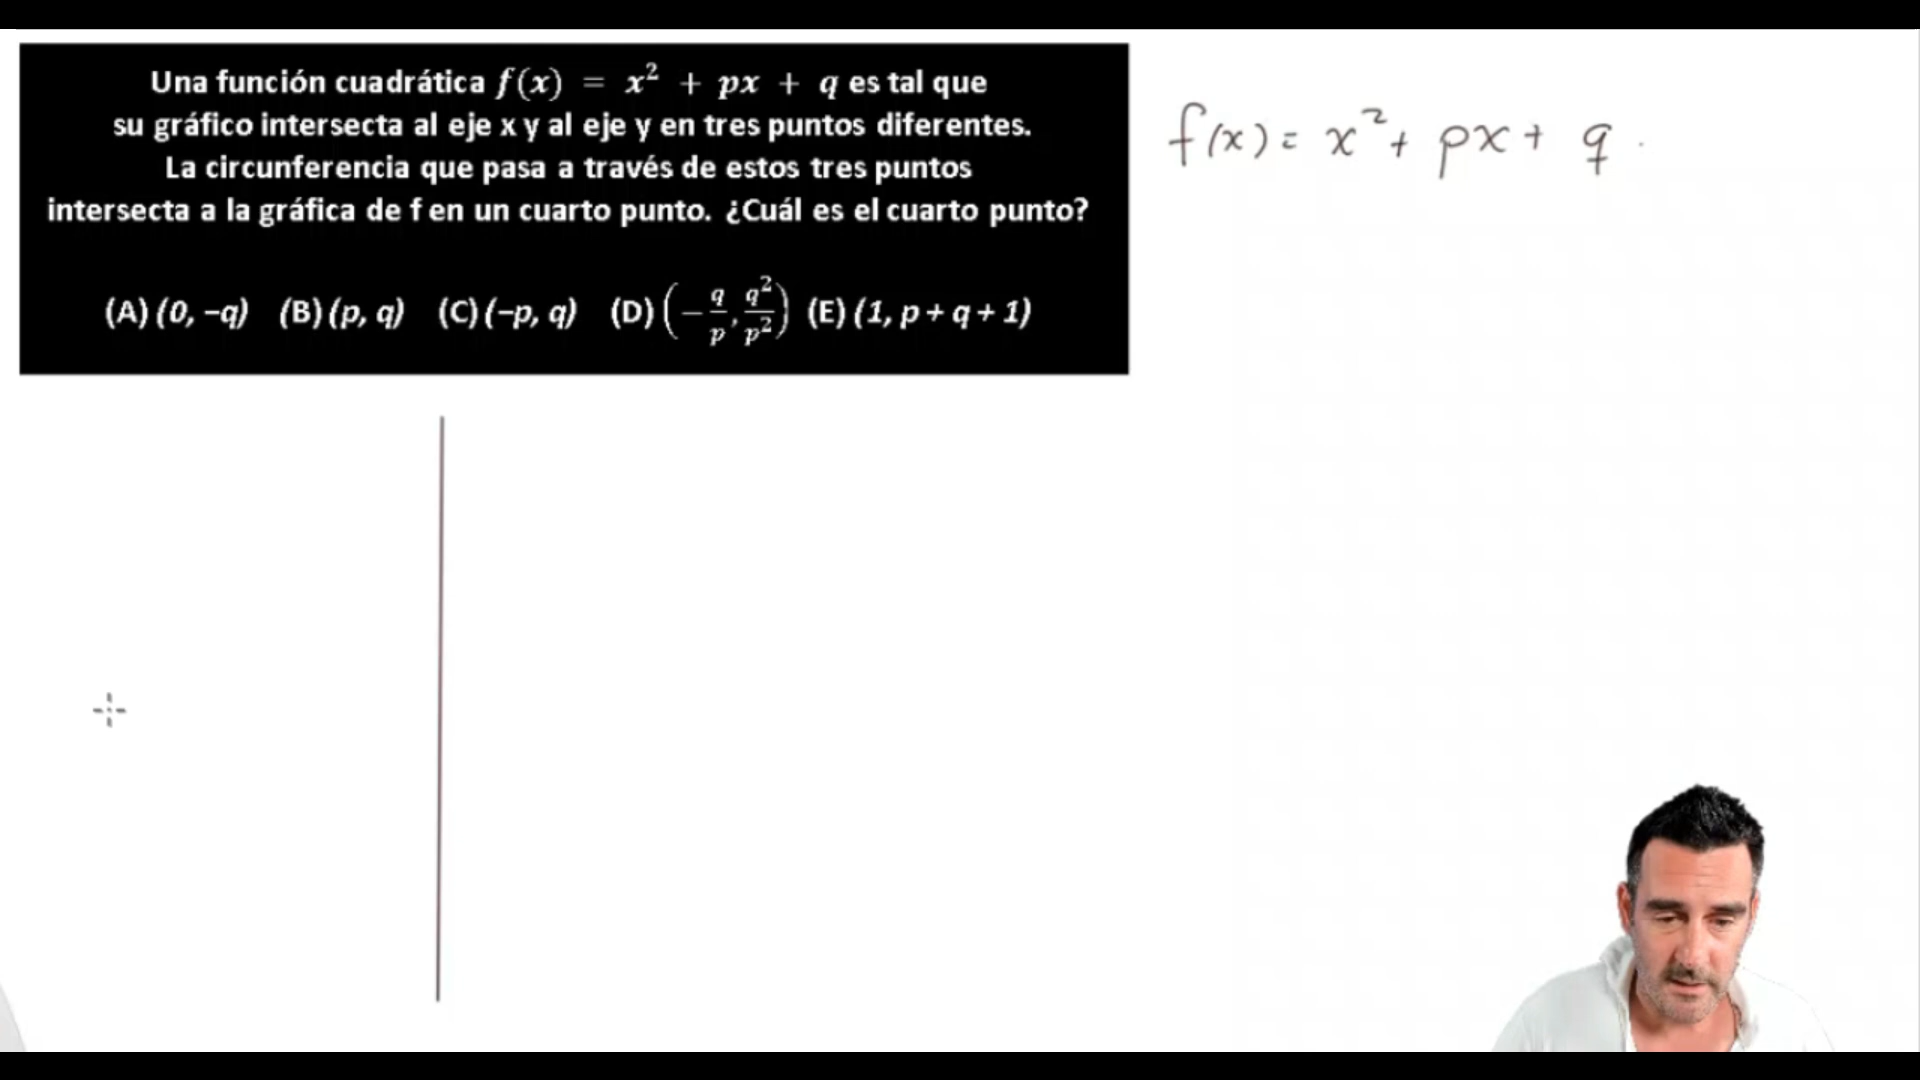 Una función cuadrática f(x) = x² + px + q es tal que
su gráfico intersecta al eje x y al eje y en tres puntos diferentes.
La circunferencia que pasa a través de estos tres puntos
intersecta a la gráfica de f en un cuarto punto. ¿Cuál es el cuarto punto?
(A) (0, −q) (B) (p, q) (C) (−p, q) (D) (−q/p, q²/p²) (E) (1, p + q + 1)
f(x) = x² + px + q .